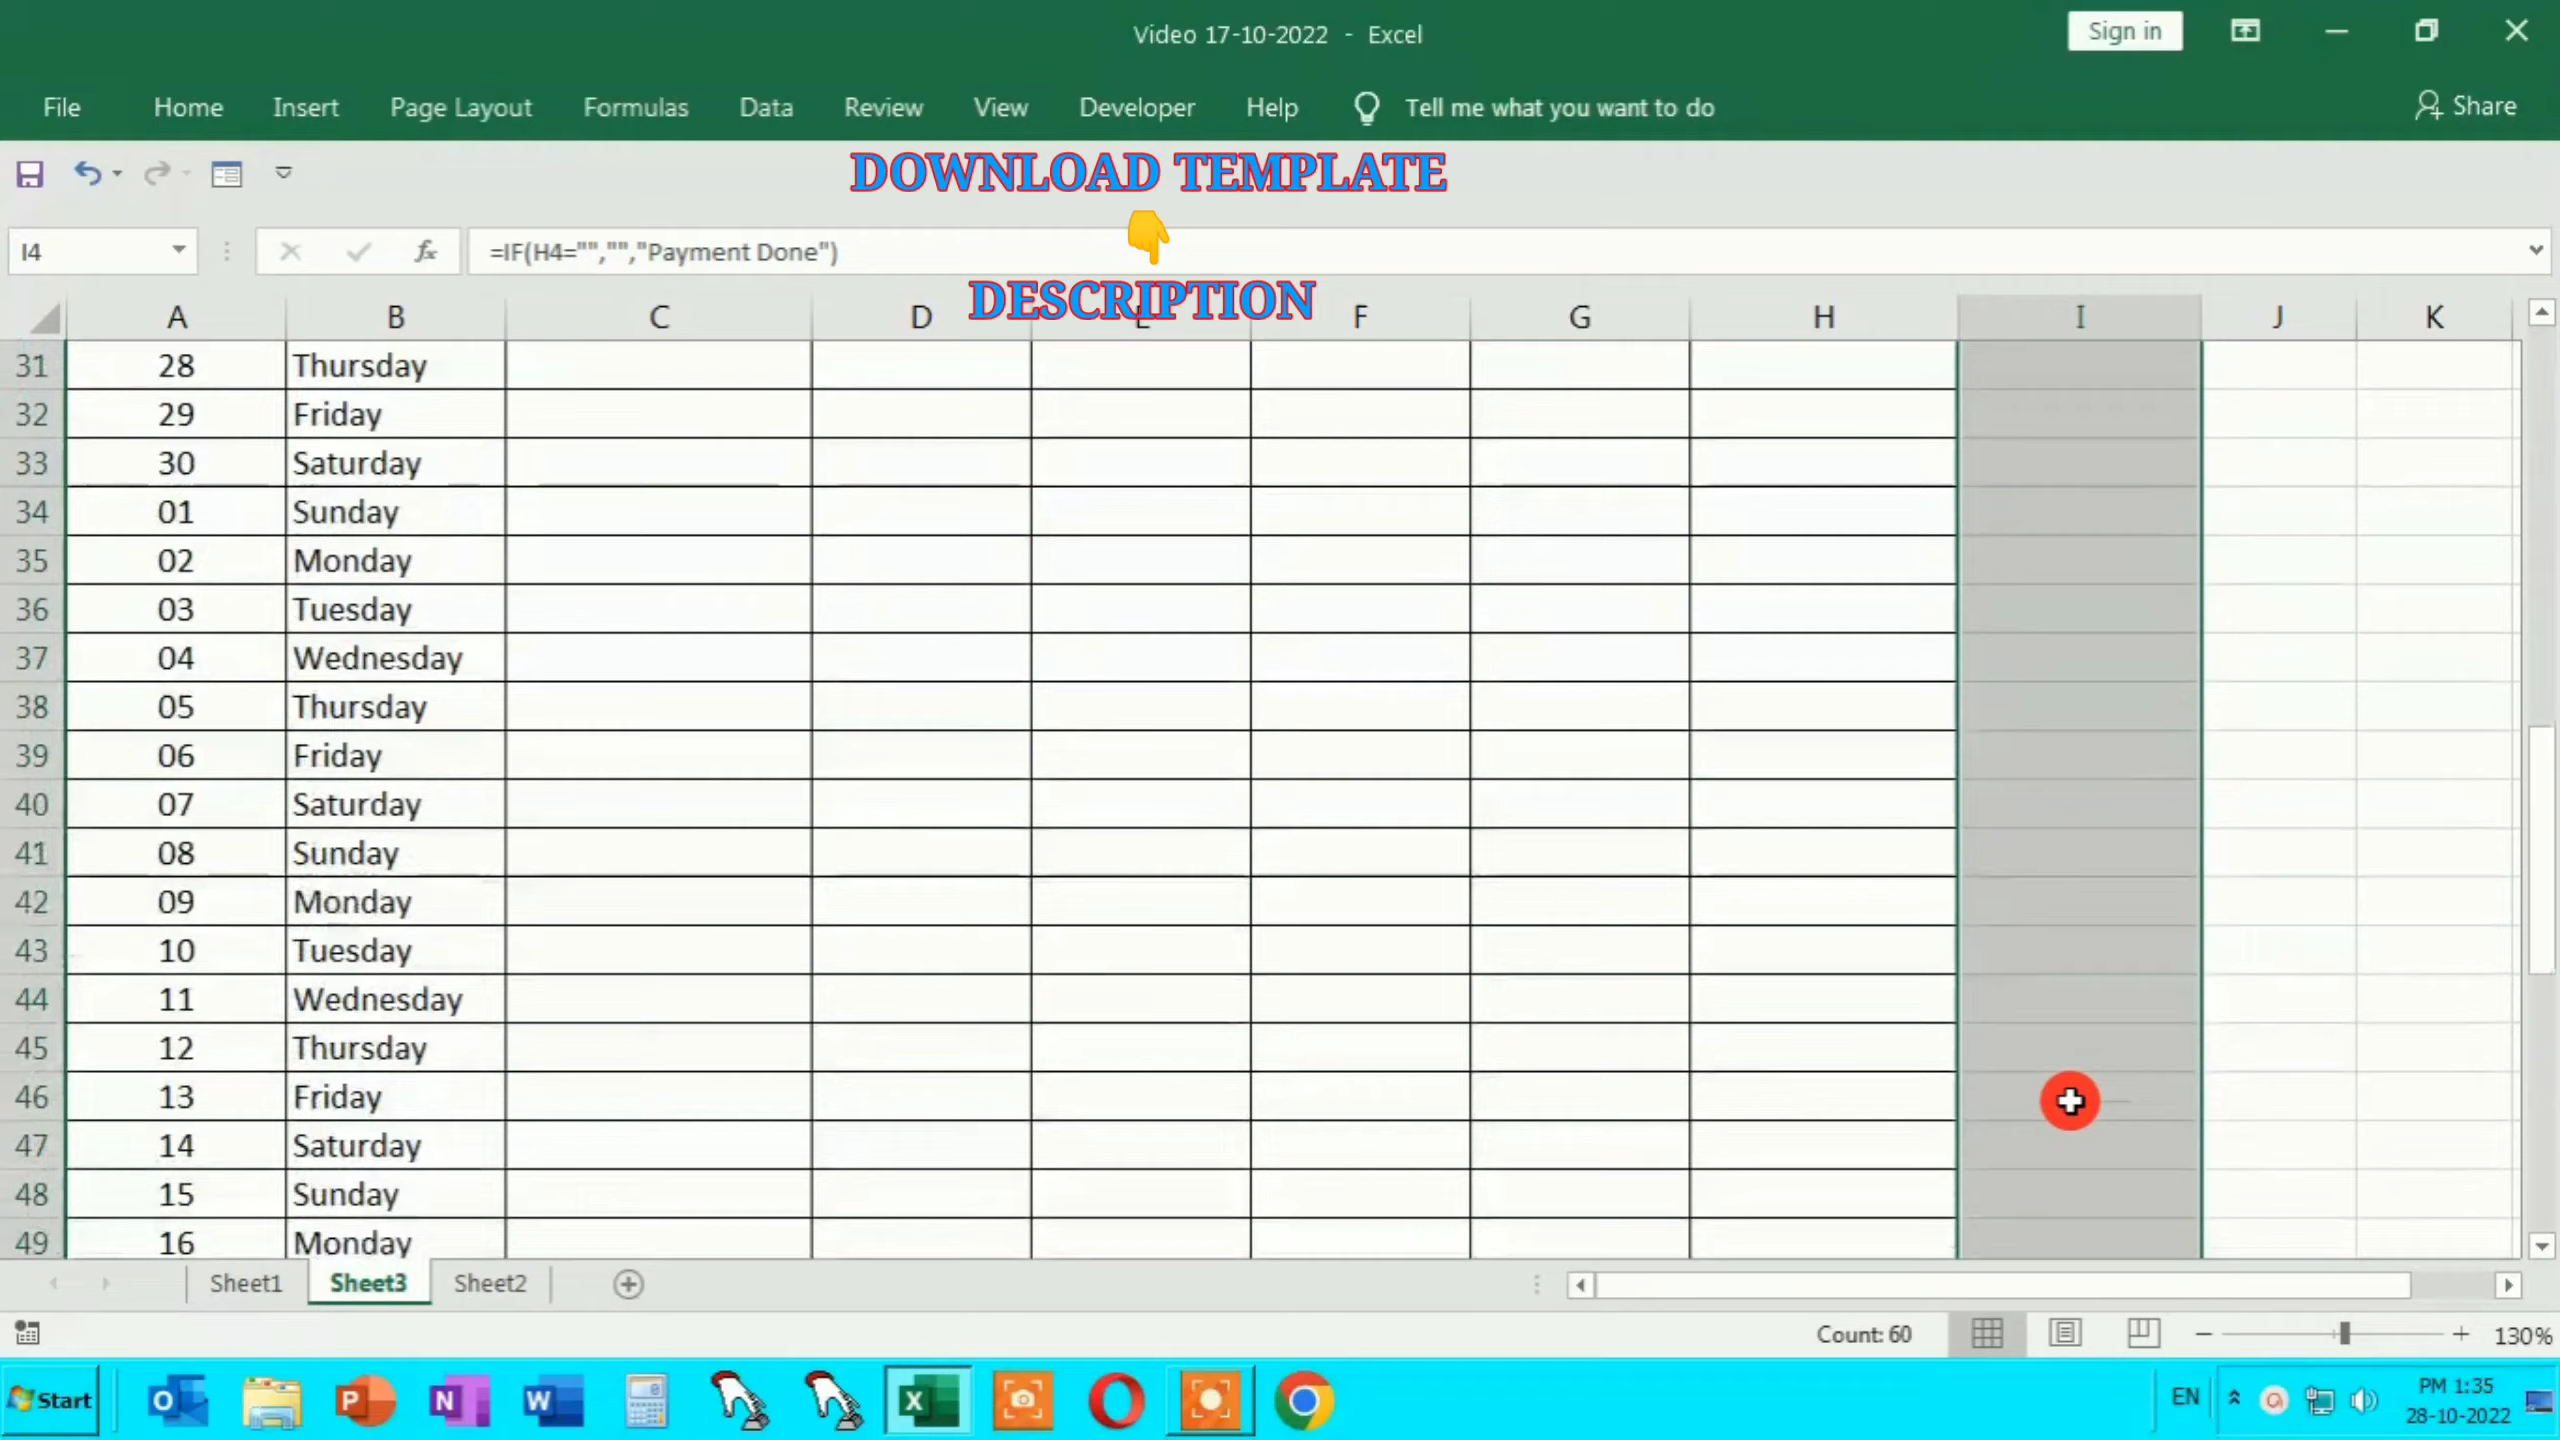 Video 17-10-2022 - Excel
Sign in
File Home Insert Page Layout Formulas Data Review View Developer Help Tell me what you want to do Share
DOWNLOAD TEMPLATE
I4 fx =IF(H4="","","Payment Done")
DESCRIPTION
A B C D E F G H I J K
31 28 Thursday
32 29 Friday
33 30 Saturday
34 01 Sunday
35 02 Monday
36 03 Tuesday
37 04 Wednesday
38 05 Thursday
39 06 Friday
40 07 Saturday
41 08 Sunday
42 09 Monday
43 10 Tuesday
44 11 Wednesday
45 12 Thursday
46 13 Friday
47 14 Saturday
48 15 Sunday
49 16 Monday
Sheet1 Sheet3 Sheet2
Count: 60 130%
Start EN PM 1:35
28-10-2022